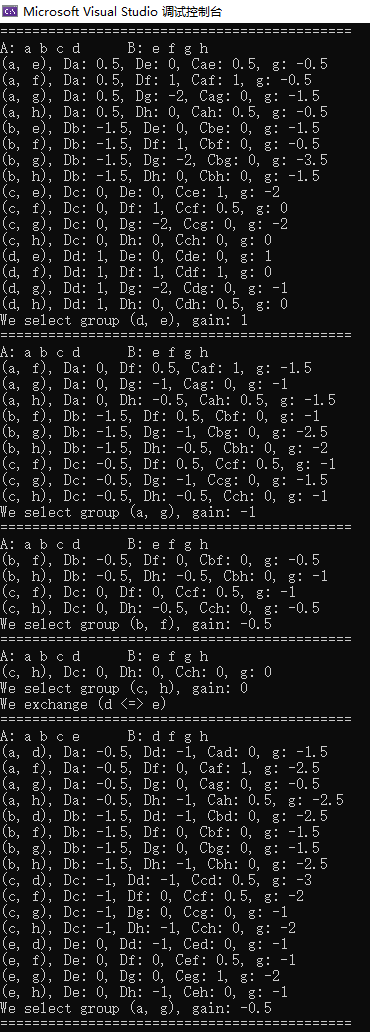 Microsoft Visual Studio 调试控制台
========================================
A: a b c d      B: e f g h
(a, e), Da: 0.5, De: 0, Cae: 0.5, g: -0.5
(a, f), Da: 0.5, Df: 1, Caf: 1, g: -0.5
(a, g), Da: 0.5, Dg: -2, Cag: 0, g: -1.5
(a, h), Da: 0.5, Dh: 0, Cah: 0.5, g: -0.5
(b, e), Db: -1.5, De: 0, Cbe: 0, g: -1.5
(b, f), Db: -1.5, Df: 1, Cbf: 0, g: -0.5
(b, g), Db: -1.5, Dg: -2, Cbg: 0, g: -3.5
(b, h), Db: -1.5, Dh: 0, Cbh: 0, g: -1.5
(c, e), Dc: 0, De: 0, Cce: 1, g: -2
(c, f), Dc: 0, Df: 1, Ccf: 0.5, g: 0
(c, g), Dc: 0, Dg: -2, Ccg: 0, g: -2
(c, h), Dc: 0, Dh: 0, Cch: 0, g: 0
(d, e), Dd: 1, De: 0, Cde: 0, g: 1
(d, f), Dd: 1, Df: 1, Cdf: 1, g: 0
(d, g), Dd: 1, Dg: -2, Cdg: 0, g: -1
(d, h), Dd: 1, Dh: 0, Cdh: 0.5, g: 0
We select group (d, e), gain: 1
========================================
A: a b c d      B: e f g h
(a, f), Da: 0, Df: 0.5, Caf: 1, g: -1.5
(a, g), Da: 0, Dg: -1, Cag: 0, g: -1
(a, h), Da: 0, Dh: -0.5, Cah: 0.5, g: -1.5
(b, f), Db: -1.5, Df: 0.5, Cbf: 0, g: -1
(b, g), Db: -1.5, Dg: -1, Cbg: 0, g: -2.5
(b, h), Db: -1.5, Dh: -0.5, Cbh: 0, g: -2
(c, f), Dc: -0.5, Df: 0.5, Ccf: 0.5, g: -1
(c, g), Dc: -0.5, Dg: -1, Ccg: 0, g: -1.5
(c, h), Dc: -0.5, Dh: -0.5, Cch: 0, g: -1
We select group (a, g), gain: -1
========================================
A: a b c d      B: e f g h
(b, f), Db: -0.5, Df: 0, Cbf: 0, g: -0.5
(b, h), Db: -0.5, Dh: -0.5, Cbh: 0, g: -1
(c, f), Dc: 0, Df: 0, Ccf: 0.5, g: -1
(c, h), Dc: 0, Dh: -0.5, Cch: 0, g: -0.5
We select group (b, f), gain: -0.5
========================================
A: a b c d      B: e f g h
(c, h), Dc: 0, Dh: 0, Cch: 0, g: 0
We select group (c, h), gain: 0
We exchange (d <=> e)
========================================
A: a b c e      B: d f g h
(a, d), Da: -0.5, Dd: -1, Cad: 0, g: -1.5
(a, f), Da: -0.5, Df: 0, Caf: 1, g: -2.5
(a, g), Da: -0.5, Dg: 0, Cag: 0, g: -0.5
(a, h), Da: -0.5, Dh: -1, Cah: 0.5, g: -2.5
(b, d), Db: -1.5, Dd: -1, Cbd: 0, g: -2.5
(b, f), Db: -1.5, Df: 0, Cbf: 0, g: -1.5
(b, g), Db: -1.5, Dg: 0, Cbg: 0, g: -1.5
(b, h), Db: -1.5, Dh: -1, Cbh: 0, g: -2.5
(c, d), Dc: -1, Dd: -1, Ccd: 0.5, g: -3
(c, f), Dc: -1, Df: 0, Ccf: 0.5, g: -2
(c, g), Dc: -1, Dg: 0, Ccg: 0, g: -1
(c, h), Dc: -1, Dh: -1, Cch: 0, g: -2
(e, d), De: 0, Dd: -1, Ced: 0, g: -1
(e, f), De: 0, Df: 0, Cef: 0.5, g: -1
(e, g), De: 0, Dg: 0, Ceg: 1, g: -2
(e, h), De: 0, Dh: -1, Ceh: 0, g: -1
We select group (a, g), gain: -0.5
========================================